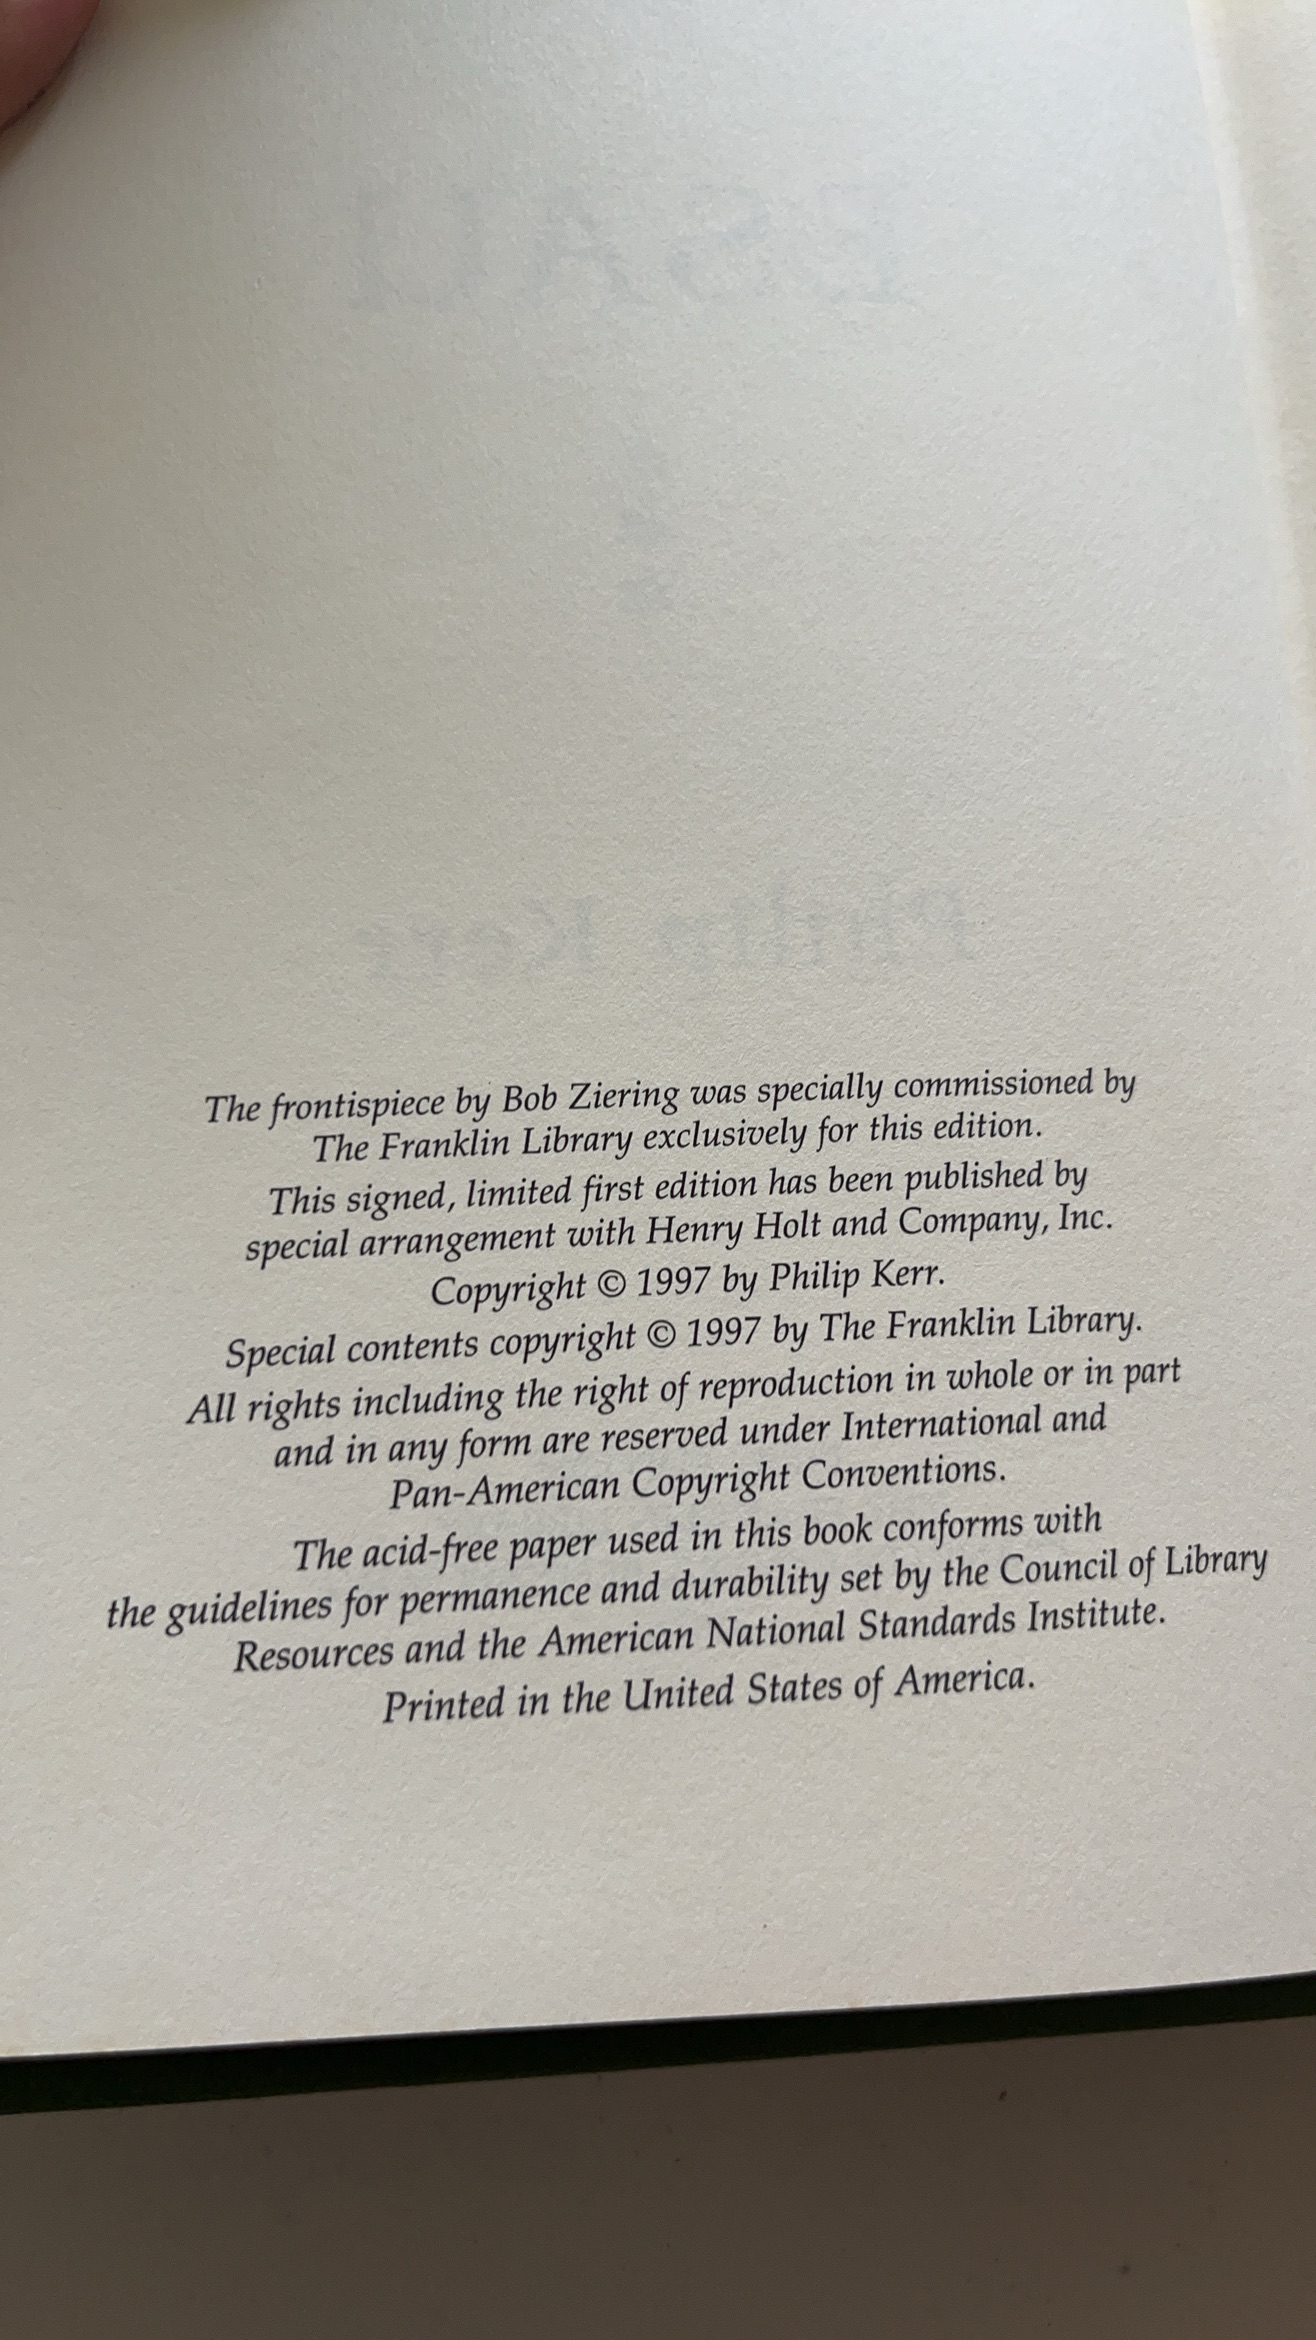 ESAU
Philip Kerr
The frontispiece by Bob Ziering was specially commissioned by
The Franklin Library exclusively for this edition.
This signed, limited first edition has been published by
special arrangement with Henry Holt and Company, Inc.
Copyright © 1997 by Philip Kerr.
Special contents copyright © 1997 by The Franklin Library.
All rights including the right of reproduction in whole or in part
and in any form are reserved under International and
Pan-American Copyright Conventions.
The acid-free paper used in this book conforms with
the guidelines for permanence and durability set by the Council of Library
Resources and the American National Standards Institute.
Printed in the United States of America.